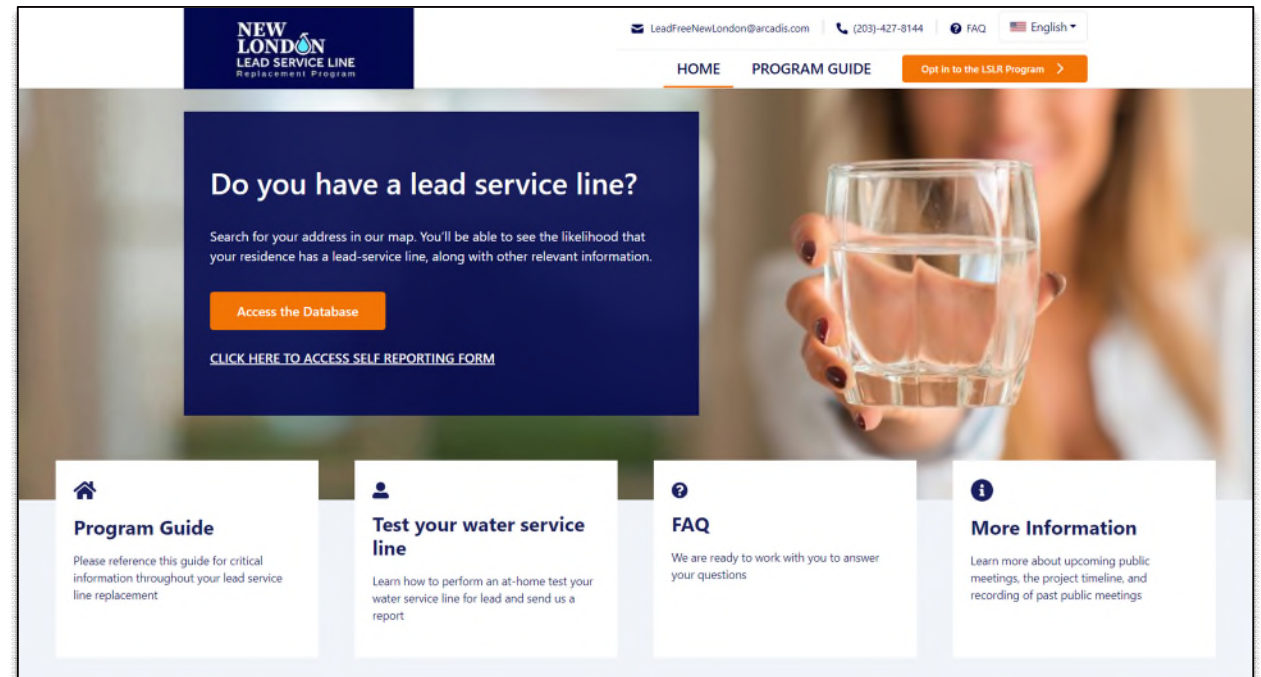 NEW
LONDON
LEAD SERVICE LINE
Replacement Program
LeadFreeNewLondon@arcadis.com
(203)-427-8144
FAQ
English
HOME
PROGRAM GUIDE
Opt in to the LSLR Program
Do you have a lead service line?
Search for your address in our map. You'll be able to see the likelihood that
your residence has a lead-service line, along with other relevant information.
Access the Database
CLICK HERE TO ACCESS SELF REPORTING FORM
Program Guide
Please reference this guide for critical
information throughout your lead service
line replacement
Test your water service
line
Learn how to perform an at-home test your
water service line for lead and send us a
report
FAQ
We are ready to work with you to answer
your questions
More Information
Learn more about upcoming public
meetings, the project timeline, and
recording of past public meetings